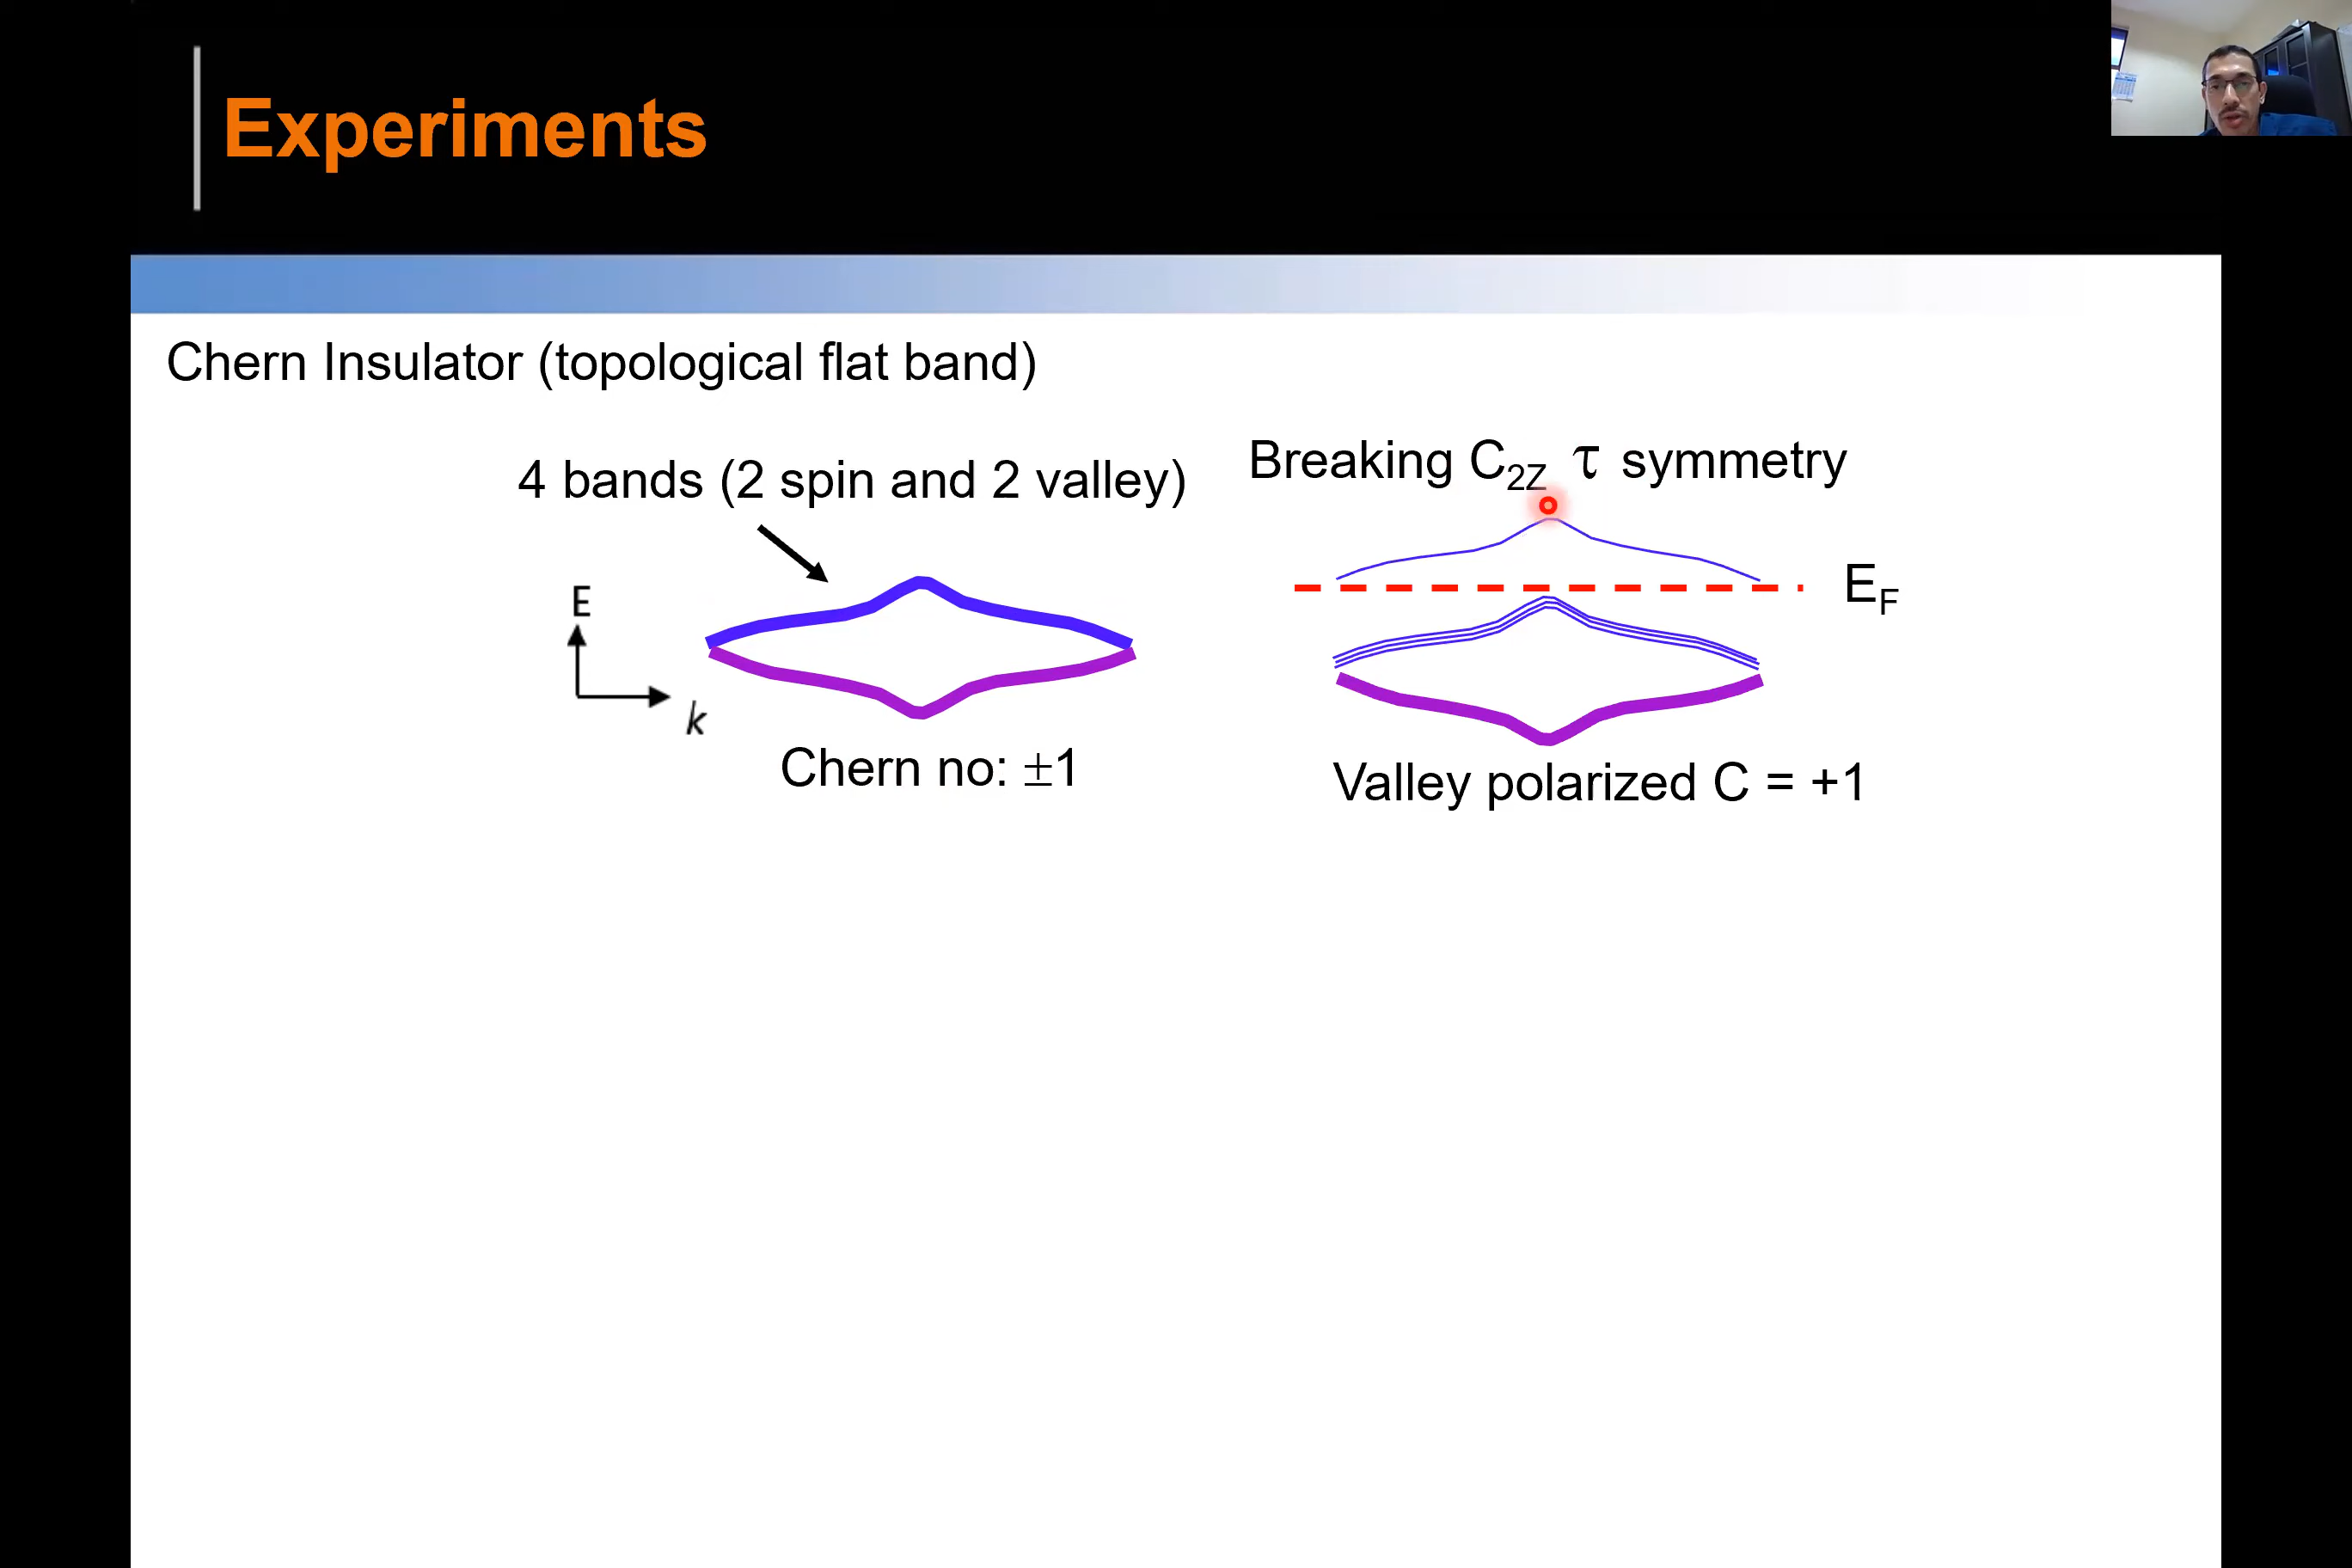 Experiments
Chern Insulator (topological flat band)
4 bands (2 spin and 2 valley)
Breaking C2Z τ symmetry
E
k
EF
Chern no: ±1
Valley polarized C = +1